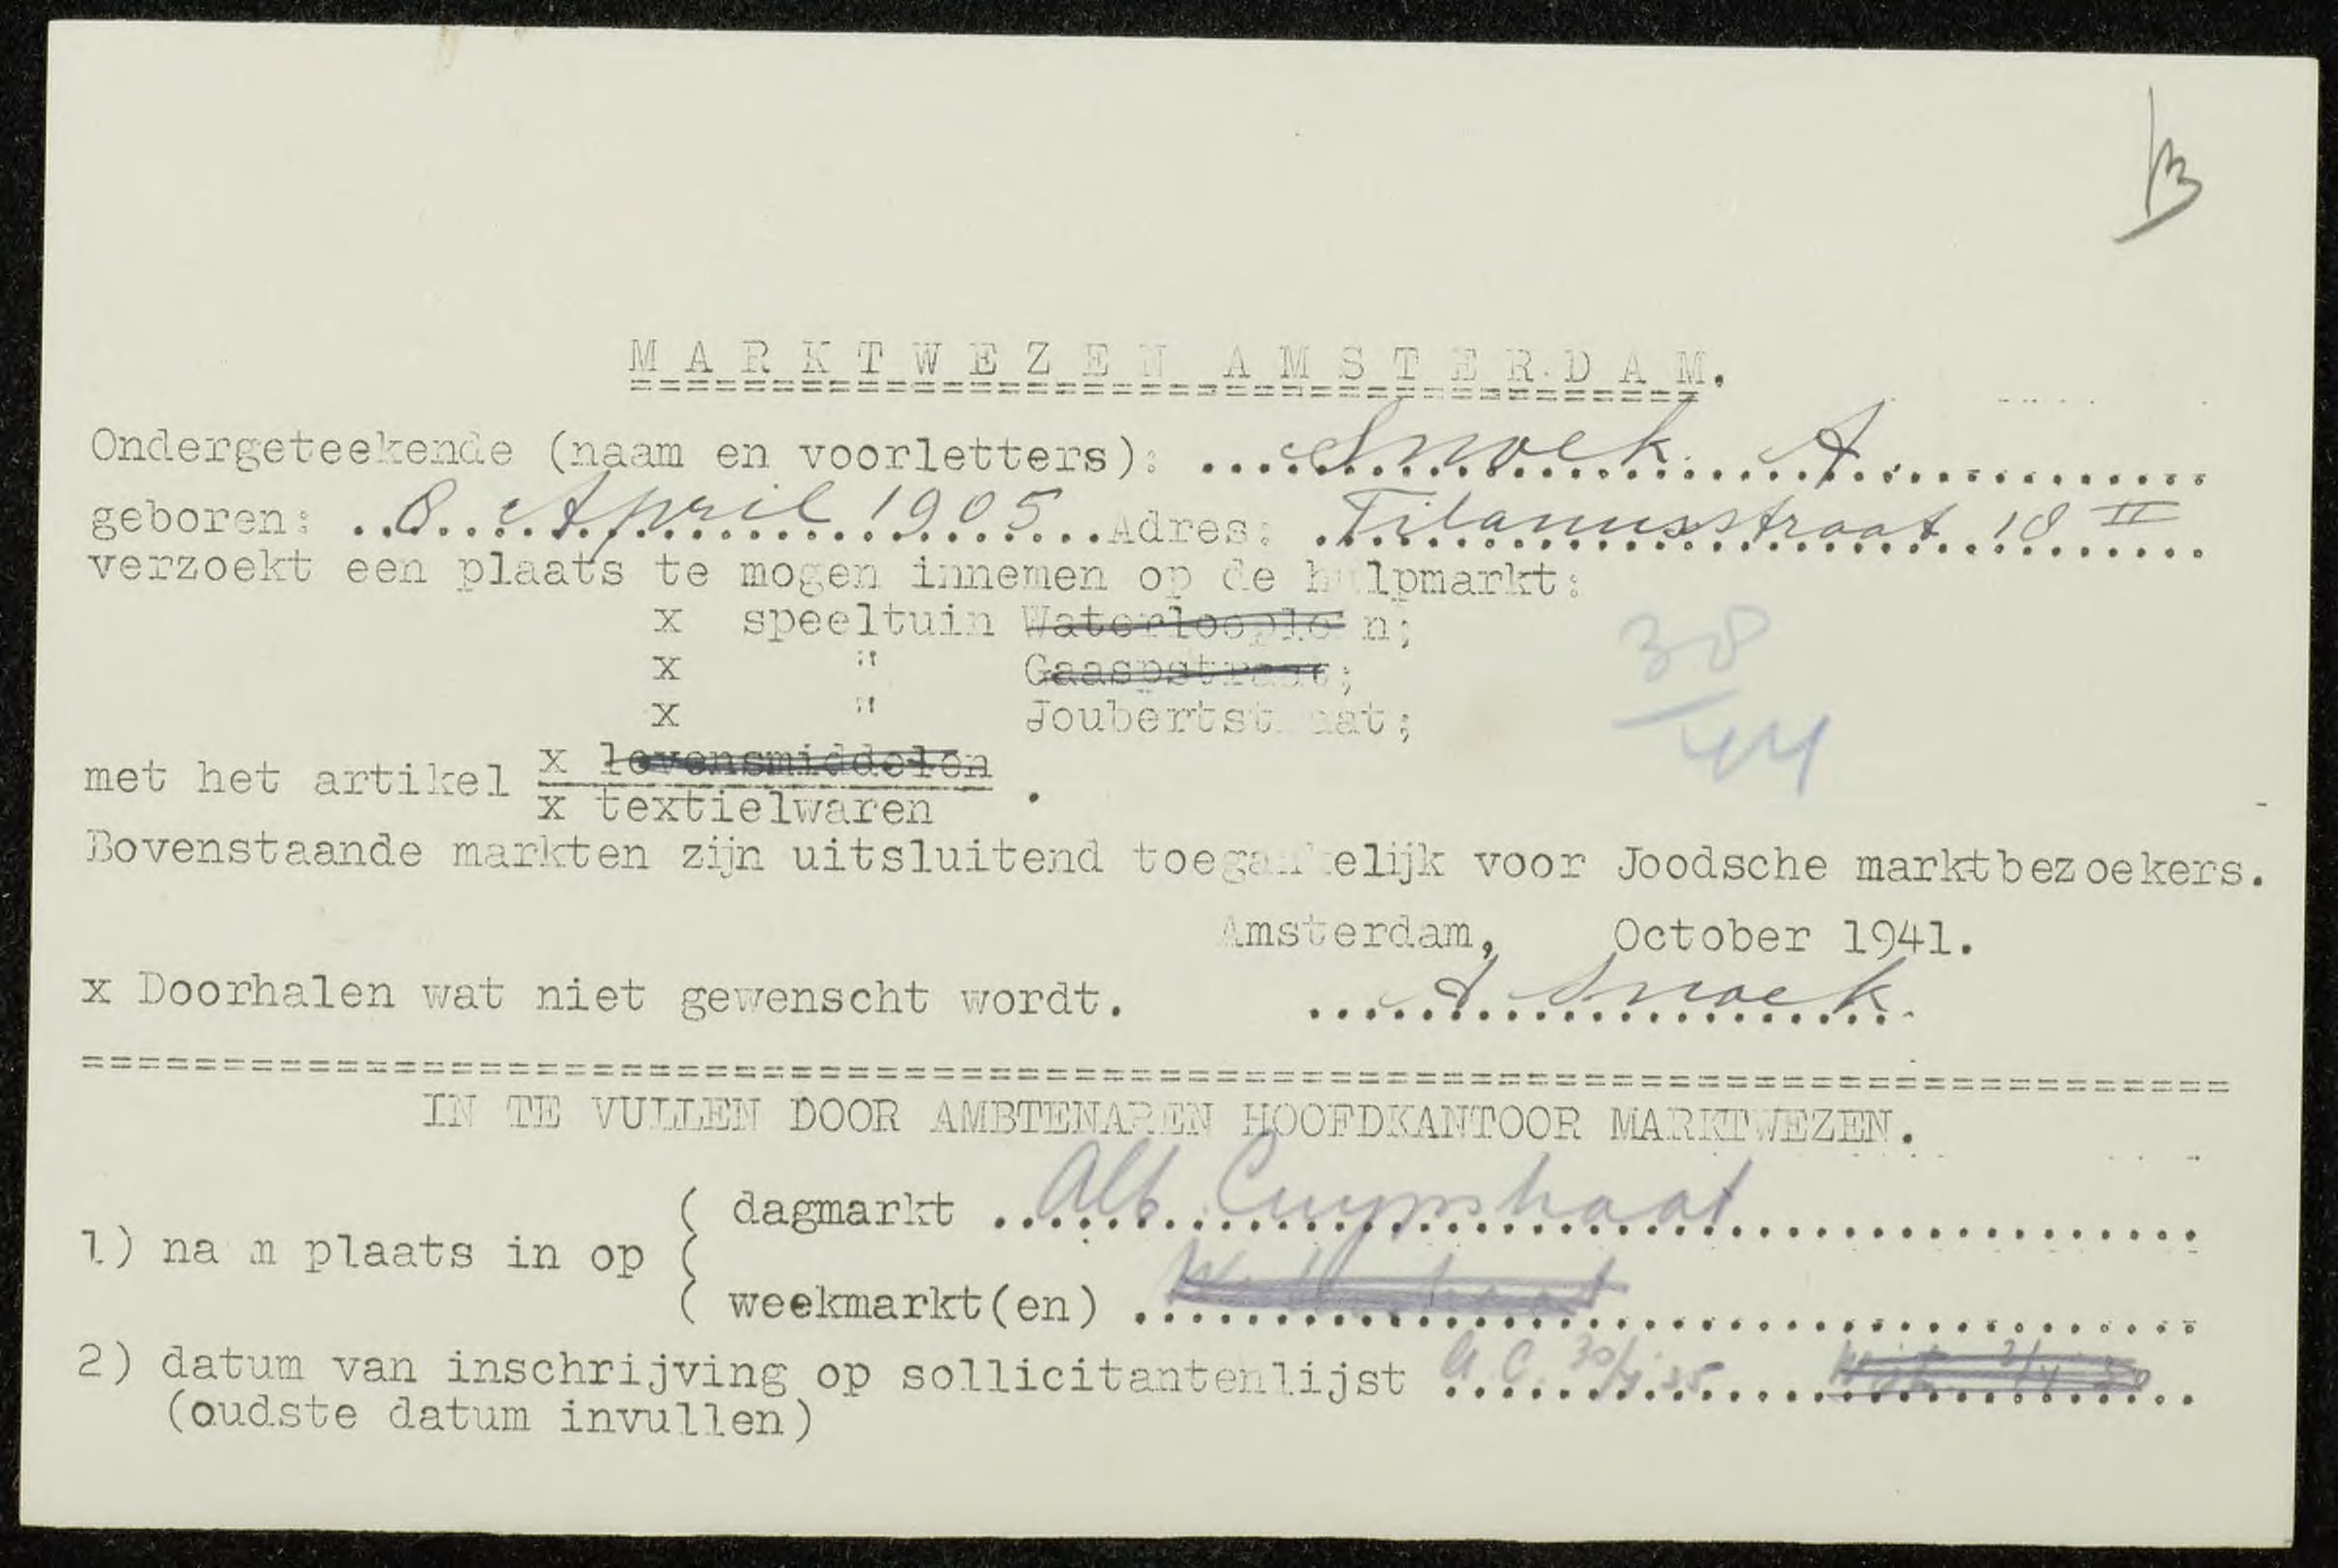 B
M A R K T W E Z E N A M S T E R D A M.
Ondergeteekende (naam en voorletters): Snoek. A.
geboren: 8 April 1905 Adres: Tilanusstraat 18 II
verzoekt een plaats te mogen innemen op de hulpmarkt:
x speeltuin Waterlooplein;
x " Gaaspstraat;
x " Joubertstraat;
38/44
met het artikel x levensmiddelen
x textielwaren .
Bovenstaande markten zijn uitsluitend toegankelijk voor Joodsche marktbezoekers.
Amsterdam, October 1941.
x Doorhalen wat niet gewenscht wordt. A Snoek.
IN TE VULLEN DOOR AMBTENAREN HOOFDKANTOOR MARKTWEZEN.
1) nam plaats in op ( dagmarkt Alb Cuypstraat
( weekmarkt(en)
2) datum van inschrijving op sollicitantenlijst A.C.
(oudste datum invullen)